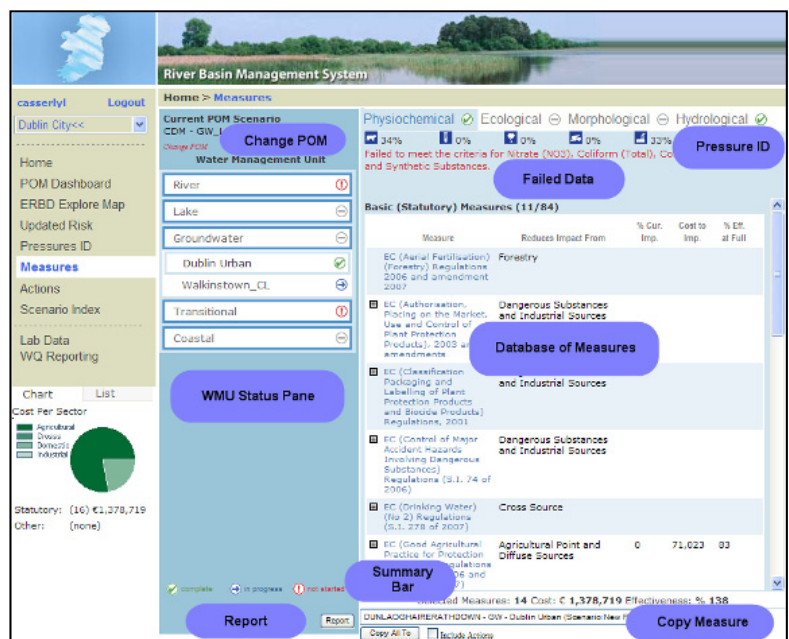 River Basin Management System
casserlyl Logout
Dublin City<<
Home
POM Dashboard
ERBD Explore Map
Updated Risk
Pressures ID
Measures
Actions
Scenario Index
Lab Data
WQ Reporting
Chart List
Cost Per Sector
Agricultural
Crosss
Domestic
Industrial
Statutory: (16) €1,378,719
Other: (none)
Home > Measures
Current POM Scenario
CDM - GW_
Change POM
Change POM
Water Management Unit
River
Lake
Groundwater
Dublin Urban
Walkinstown_CL
Transitional
Coastal
WMU Status Pane
complete in progress not started
Report
Report
Physiochemical Ecological Morphological Hydrological
34% 0% 0% 0% 33%
Pressure ID
Failed to meet the criteria for Nitrate (NO3), Coliform (Total), Co
and Synthetic Substances.
Failed Data
Basic (Statutory) Measures (11/84)
Measure Reduces Impact From % Cur. Imp. Cost to Imp. % Eff. at Full
EC (Aerial Fertilisation) (Forestry) Regulations 2006 and amendment 2007 Forestry
EC (Authorisation, Placing on the Market, Use and Control of Plant Protection Products), 2003 an amendments Dangerous Substances and Industrial Sources
Database of Measures
EC (Classification Packaging and Labelling of Plant Protection Products and Biocide Products) Regulations, 2001 and Industrial Sources
EC (Control of Major Accident Hazards Involving Dangerous Substances) Regulations (S.I. 74 of 2006) Dangerous Substances and Industrial Sources
EC (Drinking Water) (No 2) Regulations (S.I. 278 of 2007) Cross Source
EC (Good Agricultural Practice for Protection gulations 06 and 7) Agricultural Point and Diffuse Sources 0 71,023 83
Summary Bar
Selected Measures: 14 Cost: € 1,378,719 Effectiveness: % 138
DUNLAOGHAIRERATHDOWN - GW - Dublin Urban (Scenario:New
Copy Measure
Copy All To Include Actions